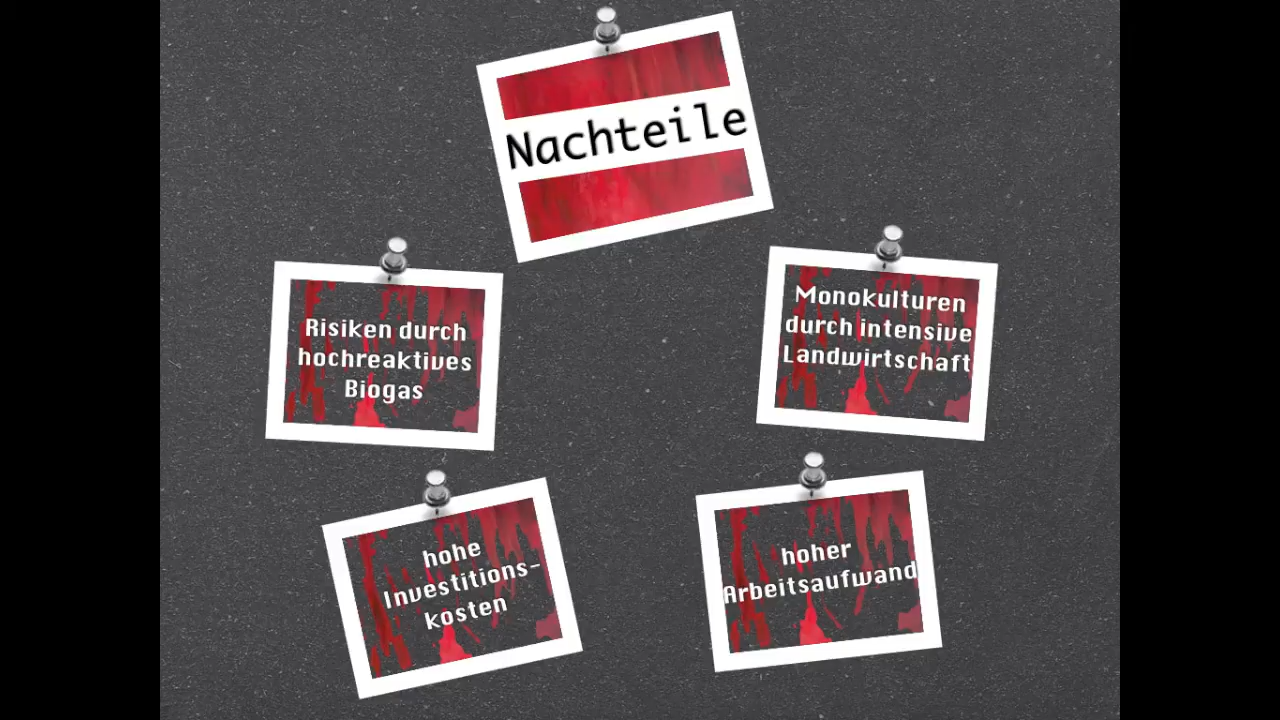 Nachteile
Risiken durch
hochreaktives
Biogas
Monokulturen
durch intensive
Landwirtschaft
hohe
Investitions-
kosten
hoher
Arbeitsaufwand